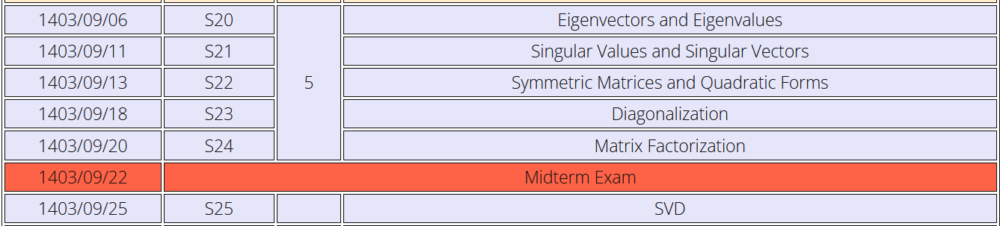 1403/09/06 S20 Eigenvectors and Eigenvalues
1403/09/11 S21 Singular Values and Singular Vectors
1403/09/13 S22 5 Symmetric Matrices and Quadratic Forms
1403/09/18 S23 Diagonalization
1403/09/20 S24 Matrix Factorization
1403/09/22 Midterm Exam
1403/09/25 S25 SVD